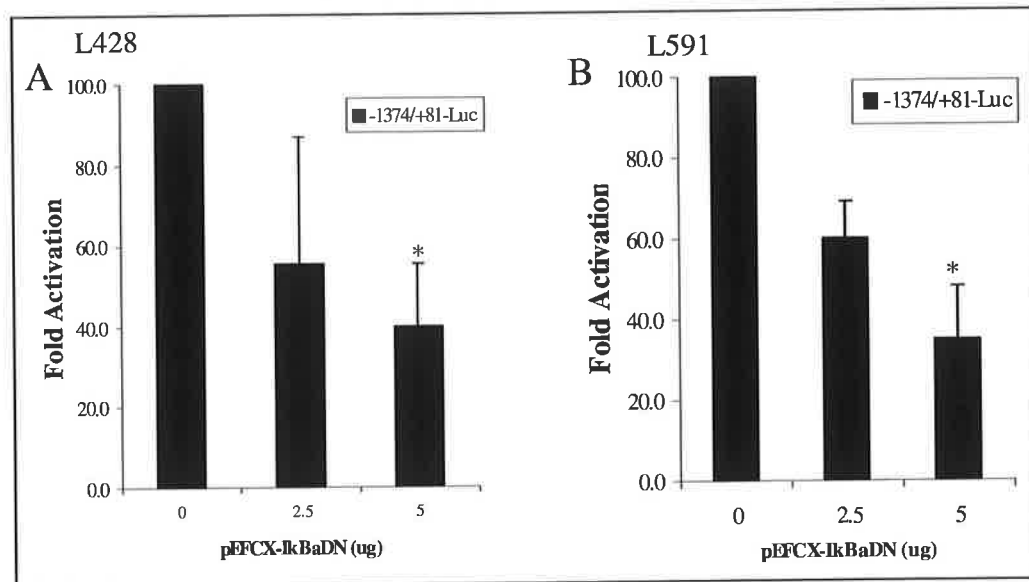 L428
A
100.0
80.0
60.0
40.0
20.0
0.0
Fold Activation
-1374/+81-Luc
*
0 2.5 5
pEFCX-IkBaDN (ug)
L591
B
100.0
80.0
60.0
40.0
20.0
0.0
Fold Activation
-1374/+81-Luc
*
0 2.5 5
pEFCX-IkBaDN (ug)